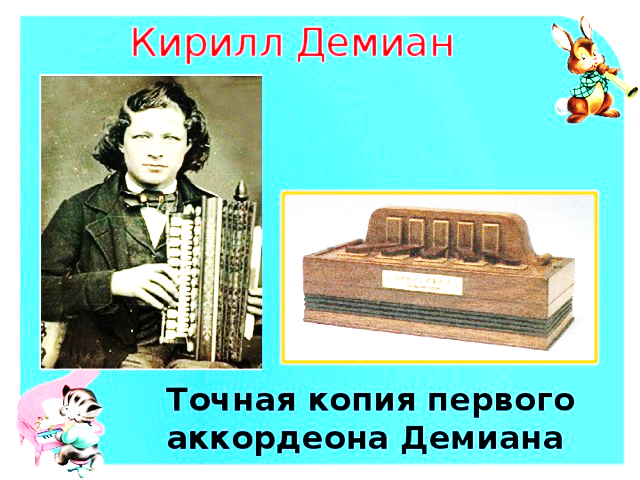 Кирилл Демиан
Точная копия первого
аккордеона Демиана